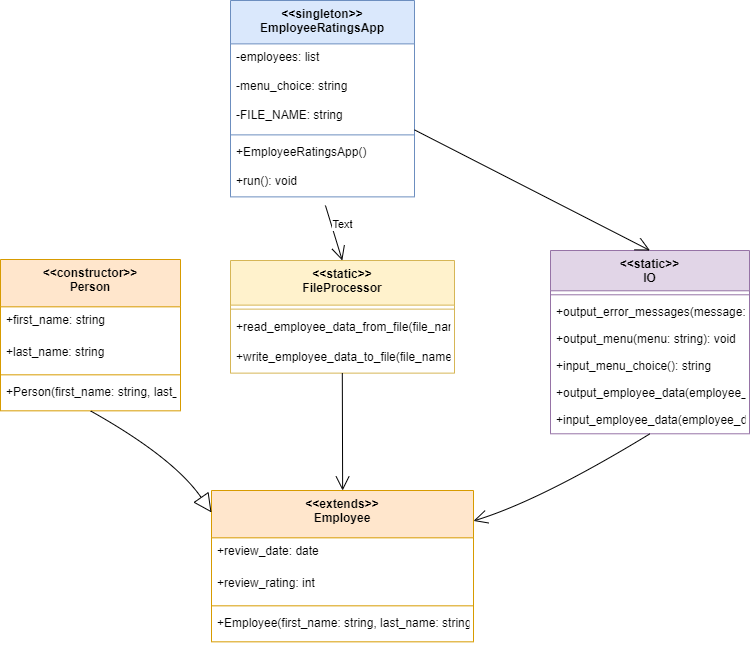 <<singleton>>
EmployeeRatingsApp
-employees: list
-menu_choice: string
-FILE_NAME: string
+EmployeeRatingsApp()
+run(): void
Text
<<constructor>>
Person
+first_name: string
+last_name: string
+Person(first_name: string, last_
<<static>>
FileProcessor
+read_employee_data_from_file(file_nar
+write_employee_data_to_file(file_name
<<static>>
IO
+output_error_messages(message:
+output_menu(menu: string): void
+input_menu_choice(): string
+output_employee_data(employee_
+input_employee_data(employee_d
<<extends>>
Employee
+review_date: date
+review_rating: int
+Employee(first_name: string, last_name: string